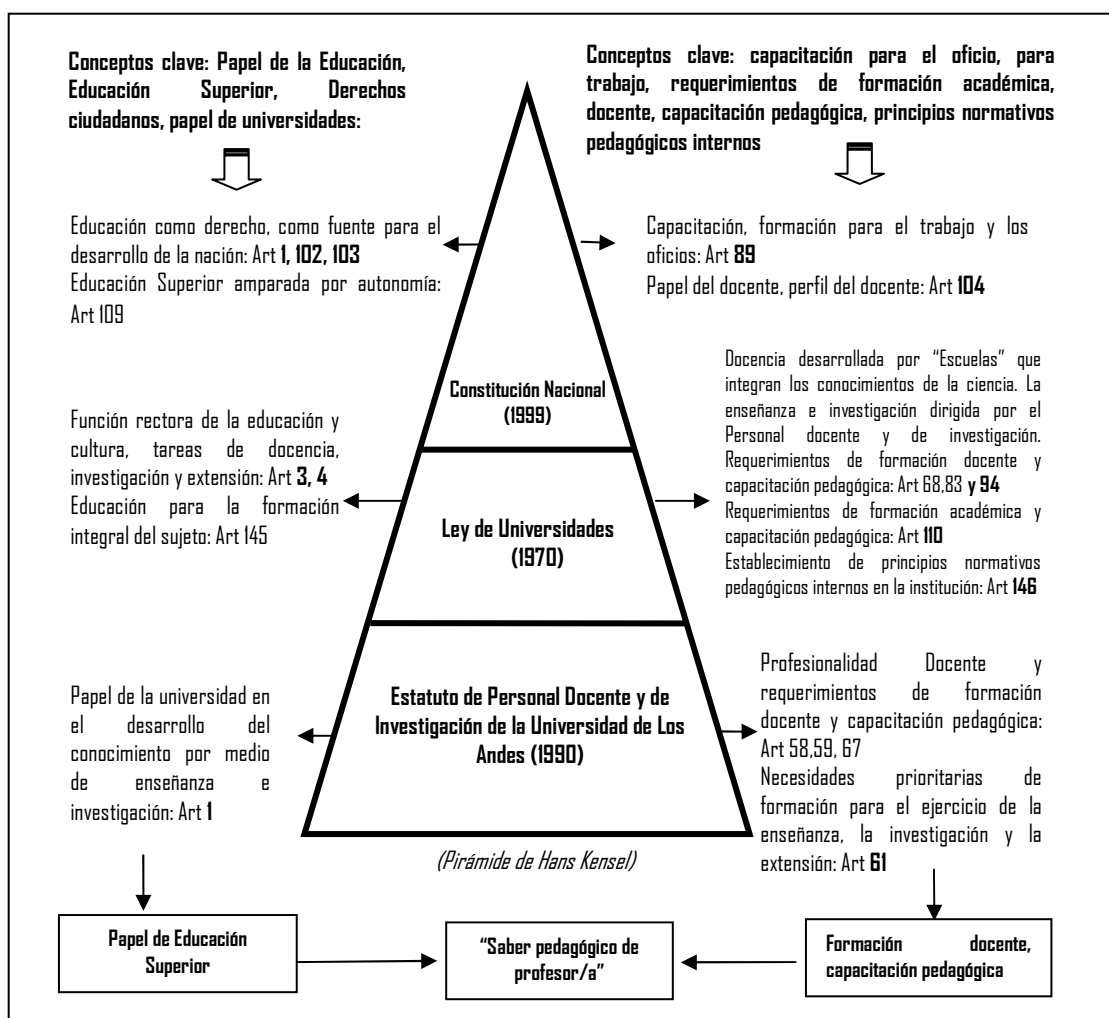 Conceptos clave: Papel de la Educación,
Educación Superior, Derechos
ciudadanos, papel de universidades:
Conceptos clave: capacitación para el oficio, para
trabajo, requerimientos de formación académica,
docente, capacitación pedagógica, principios normativos
pedagógicos internos
Educación como derecho, como fuente para el
desarrollo de la nación: Art 1, 102, 103
Educación Superior amparada por autonomía:
Art 109
Capacitación, formación para el trabajo y los
oficios: Art 89
Papel del docente, perfil del docente: Art 104
Constitución Nacional
(1999)
Función rectora de la educación y
cultura, tareas de docencia,
investigación y extensión: Art 3, 4
Educación para la formación
integral del sujeto: Art 145
Ley de Universidades
(1970)
Docencia desarrollada por “Escuelas” que
integran los conocimientos de la ciencia. La
enseñanza e investigación dirigida por el
Personal docente y de investigación.
Requerimientos de formación docente y
capacitación pedagógica: Art 68,83 y 94
Requerimientos de formación académica y
capacitación pedagógica: Art 110
Establecimiento de principios normativos
pedagógicos internos en la institución: Art 146
Papel de la universidad en
el desarrollo del
conocimiento por medio
de enseñanza e
investigación: Art 1
Estatuto de Personal Docente y de
Investigación de la Universidad de Los
Andes (1990)
Profesionalidad Docente y
requerimientos de formación
docente y capacitación pedagógica:
Art 58,59, 67
Necesidades prioritarias de
formación para el ejercicio de la
enseñanza, la investigación y la
extensión: Art 61
(Pirámide de Hans Kensel)
Papel de Educación
Superior
“Saber pedagógico de
profesor/a”
Formación docente,
capacitación pedagógica